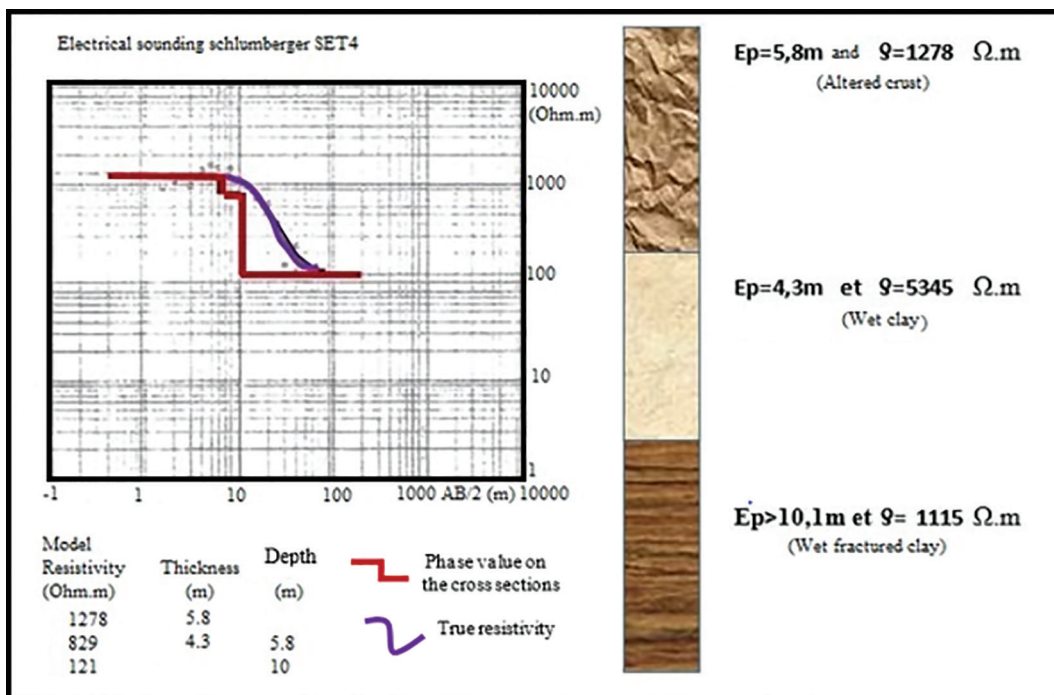 Electrical sounding schlumberger SET4
10000
(Ohm.m)
1000
100
10
1
-1 1 10 100 1000 AB/2 (m) 10000
Model
Resistivity
(Ohm.m)
Thickness
(m)
Depth
(m)
1278 5.8
829 4.3 5.8
121 10
Phase value on
the cross sections
True resistivity
Ep=5,8m and ϱ=1278 Ω.m
(Altered crust)
Ep=4,3m et ϱ=5345 Ω.m
(Wet clay)
Ep>10,1m et ϱ= 1115 Ω.m
(Wet fractured clay)